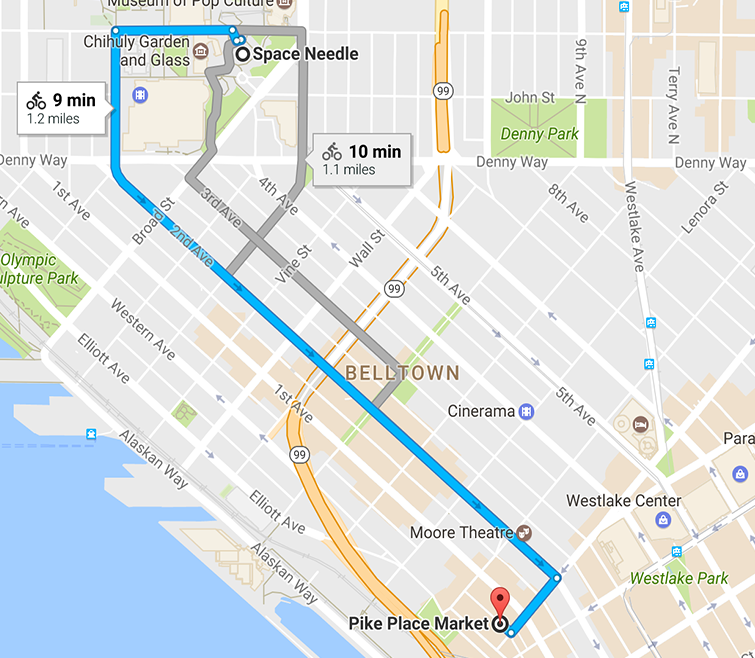 Museum of Pop Culture
Chihuly Garden
and Glass
Space Needle
9 min
1.2 miles
99
9th Ave N
Terry Ave N
John St
Denny Park
10 min
1.1 miles
Denny Way
Denny Way
Denny Way
1st Ave
Broad St
2nd Ave
3rd Ave
4th Ave
Vine St
Wall St
5th Ave
8th Ave
Westlake Ave
Lenora St
Olympic
ulpture Park
99
Western Ave
Elliott Ave
BELLTOWN
1st Ave
Cinerama
5th Ave
99
Alaskan Way
Elliott Ave
Alaskan Way
Moore Theatre
Westlake Center
Para
Westlake Park
Pike Place Market